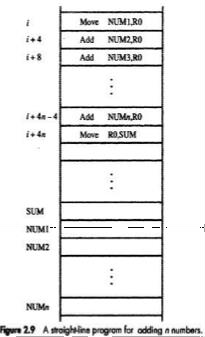 i Move NUM1,R0
i + 4 Add NUM2,R0
i + 8 Add NUM3,R0
i + 4n - 4 Add NUMn,R0
i + 4n Move R0,SUM
SUM
NUM1
NUM2
NUMn
Figure 2.9 A straight-line program for adding n numbers.